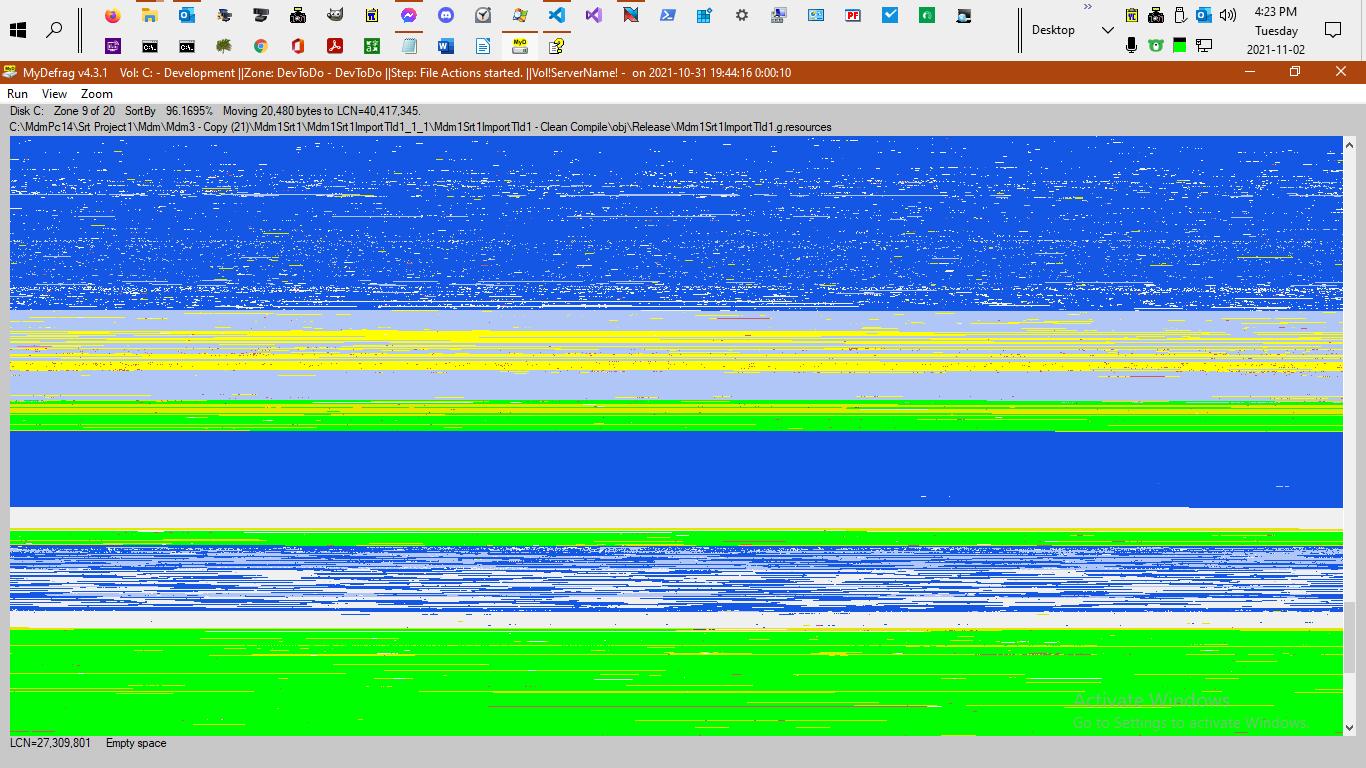 4:23 PM
Desktop
Tuesday
2021-11-02
MyDefrag v4.3.1 Vol: C: - Development ||Zone: DevToDo - DevToDo ||Step: File Actions started. ||Vol!ServerName! - on 2021-10-31 19:44:16 0:00:10
Run View Zoom
Disk C: Zone 9 of 20 SortBy 96.1695% Moving 20,480 bytes to LCN=40,417,345.
C:\MdmPc14\Srt Project1\Mdm\Mdm3 - Copy (21)\Mdm1Srt1\Mdm1Srt1ImportTld1_1_1\Mdm1Srt1ImportTld1 - Clean Compile\obj\Release\Mdm1Srt1ImportTld1.g.resources
Activate Windows
Go to Settings to activate Windows.
LCN=27,309,801 Empty space